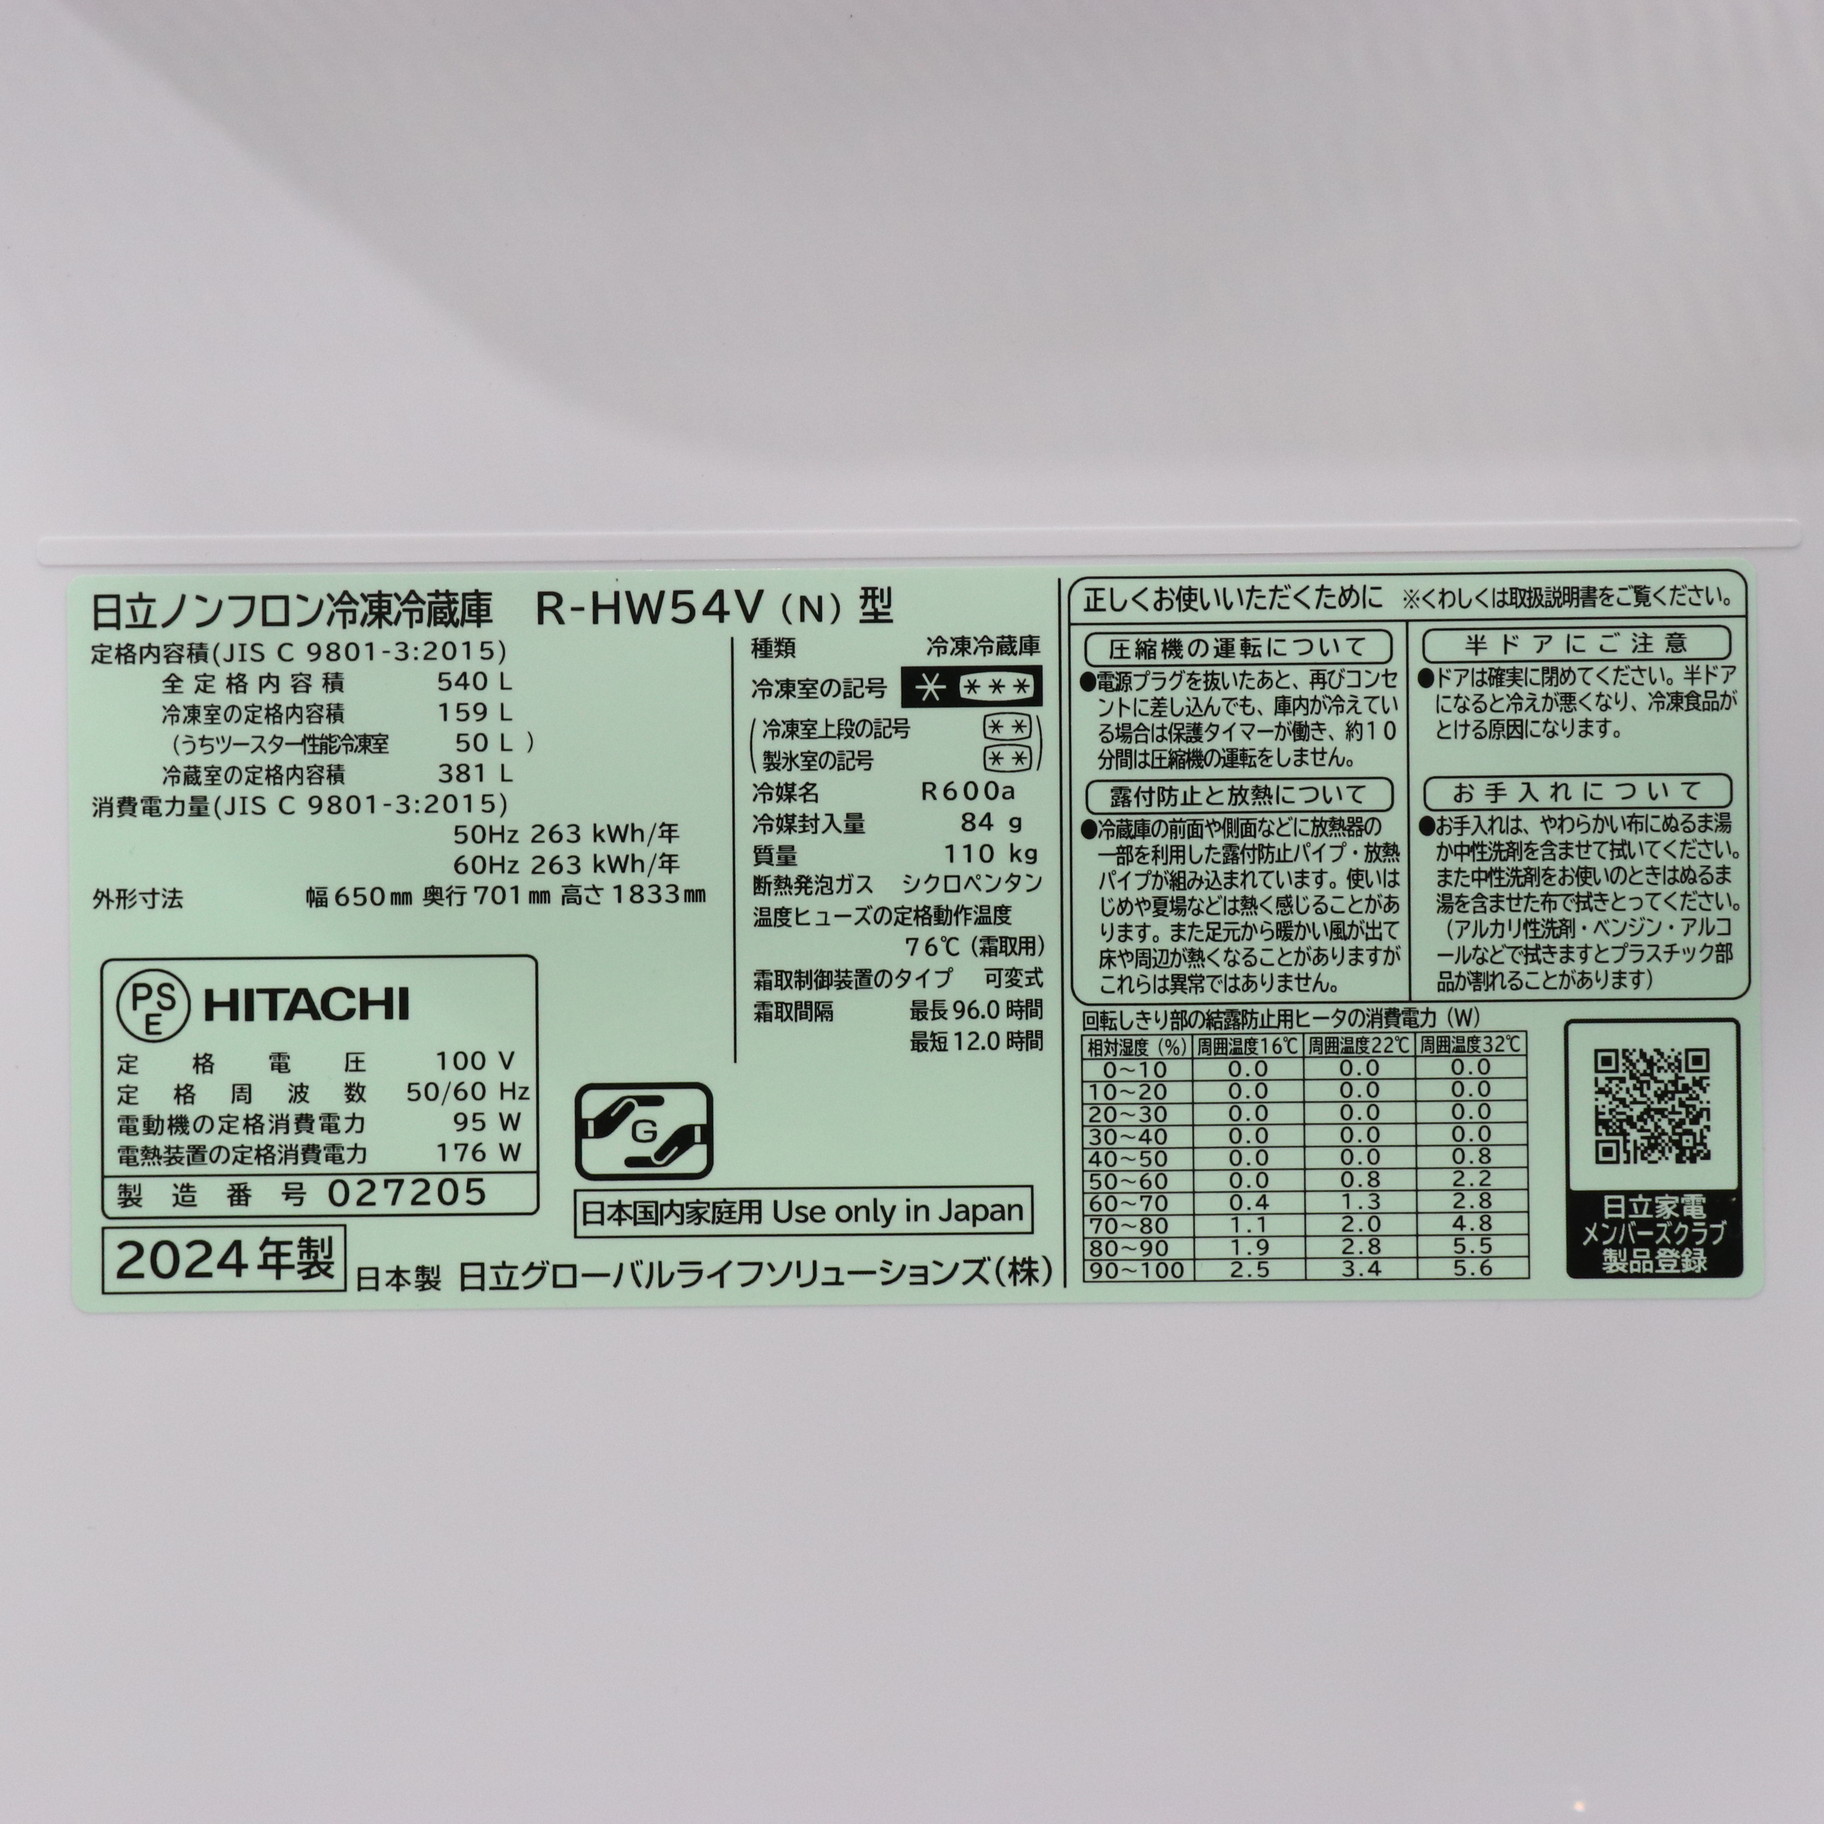 日立ノンフロン冷凍冷蔵庫 R-HW54V (N) 型
定格内容積(JIS C 9801-3:2015)
全定格内容積 540 L
冷凍室の定格内容積 159 L
(うちツースター性能冷凍室 50 L )
冷蔵室の定格内容積 381 L
消費電力量(JIS C 9801-3:2015)
50Hz 263 kWh/年
60Hz 263 kWh/年
外形寸法 幅650㎜ 奥行701㎜ 高さ1833㎜
PS
E
HITACHI
定格電圧 100 V
定格周波数 50/60 Hz
電動機の定格消費電力 95 W
電熱装置の定格消費電力 176 W
製造番号 027205
2024年製
日本製 日立グローバルライフソリューションズ(株)
種類 冷凍冷蔵庫
冷凍室の記号 * ***
(冷凍室上段の記号 **
製氷室の記号 **)
冷媒名 R600a
冷媒封入量 84 g
質量 110 kg
断熱発泡ガス シクロペンタン
温度ヒューズの定格動作温度
76℃(霜取用)
霜取制御装置のタイプ 可変式
霜取間隔 最長96.0時間
最短12.0時間
G
日本国内家庭用 Use only in Japan
正しくお使いいただくために ※くわしくは取扱説明書をご覧ください。
圧縮機の運転について
●電源プラグを抜いたあと、再びコンセ
ントに差し込んでも、庫内が冷えてい
る場合は保護タイマーが働き、約10
分間は圧縮機の運転をしません。
露付防止と放熱について
●冷蔵庫の前面や側面などに放熱器の
一部を利用した露付防止パイプ・放熱
パイプが組み込まれています。使いは
じめや夏場などは熱く感じることがあ
ります。また足元から暖かい風が出て
床や周辺が熱くなることがありますが
これらは異常ではありません。
半ドアにご注意
●ドアは確実に閉めてください。半ドア
になると冷えが悪くなり、冷凍食品が
とける原因になります。
お手入れについて
●お手入れは、やわらかい布にぬるま湯
か中性洗剤を含ませて拭いてください。
また中性洗剤をお使いのときはぬるま
湯を含ませた布で拭きとってください。
(アルカリ性洗剤・ベンジン・アルコ
ールなどで拭きますとプラスチック部
品が割れることがあります)
回転しきり部の結露防止用ヒータの消費電力(W)
相対湿度(%) 周囲温度16℃ 周囲温度22℃ 周囲温度32℃
0~10 0.0 0.0 0.0
10~20 0.0 0.0 0.0
20~30 0.0 0.0 0.0
30~40 0.0 0.0 0.0
40~50 0.0 0.0 0.8
50~60 0.0 0.8 2.2
60~70 0.4 1.3 2.8
70~80 1.1 2.0 4.8
80~90 1.9 2.8 5.5
90~100 2.5 3.4 5.6
日立家電
メンバーズクラブ
製品登録